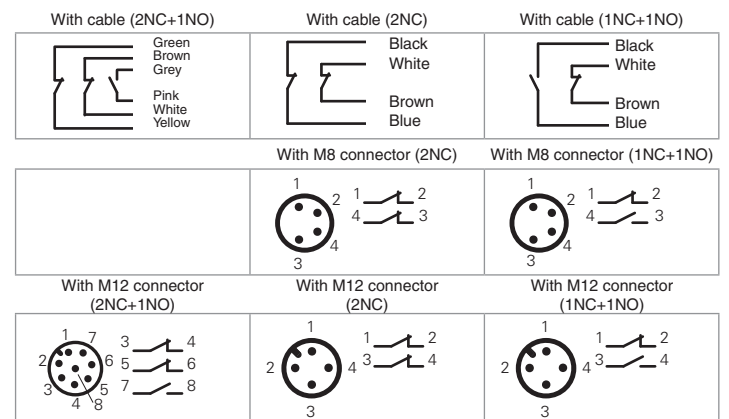 With cable (2NC+1NO)
With cable (2NC)
With cable (1NC+1NO)
Green
Brown
Grey
Pink
White
Yellow
Black
White
Brown
Blue
Black
White
Brown
Blue
With M8 connector (2NC)
With M8 connector (1NC+1NO)
1
2
4
3
1 2
4 3
1
2
4
3
1 2
4 3
With M12 connector
(2NC+1NO)
With M12 connector
(2NC)
With M12 connector
(1NC+1NO)
1 7
2 6
3 5
4 8
3 4
5 6
7 8
1
2 4
3
1 2
3 4
1
2 4
3
1 2
3 4